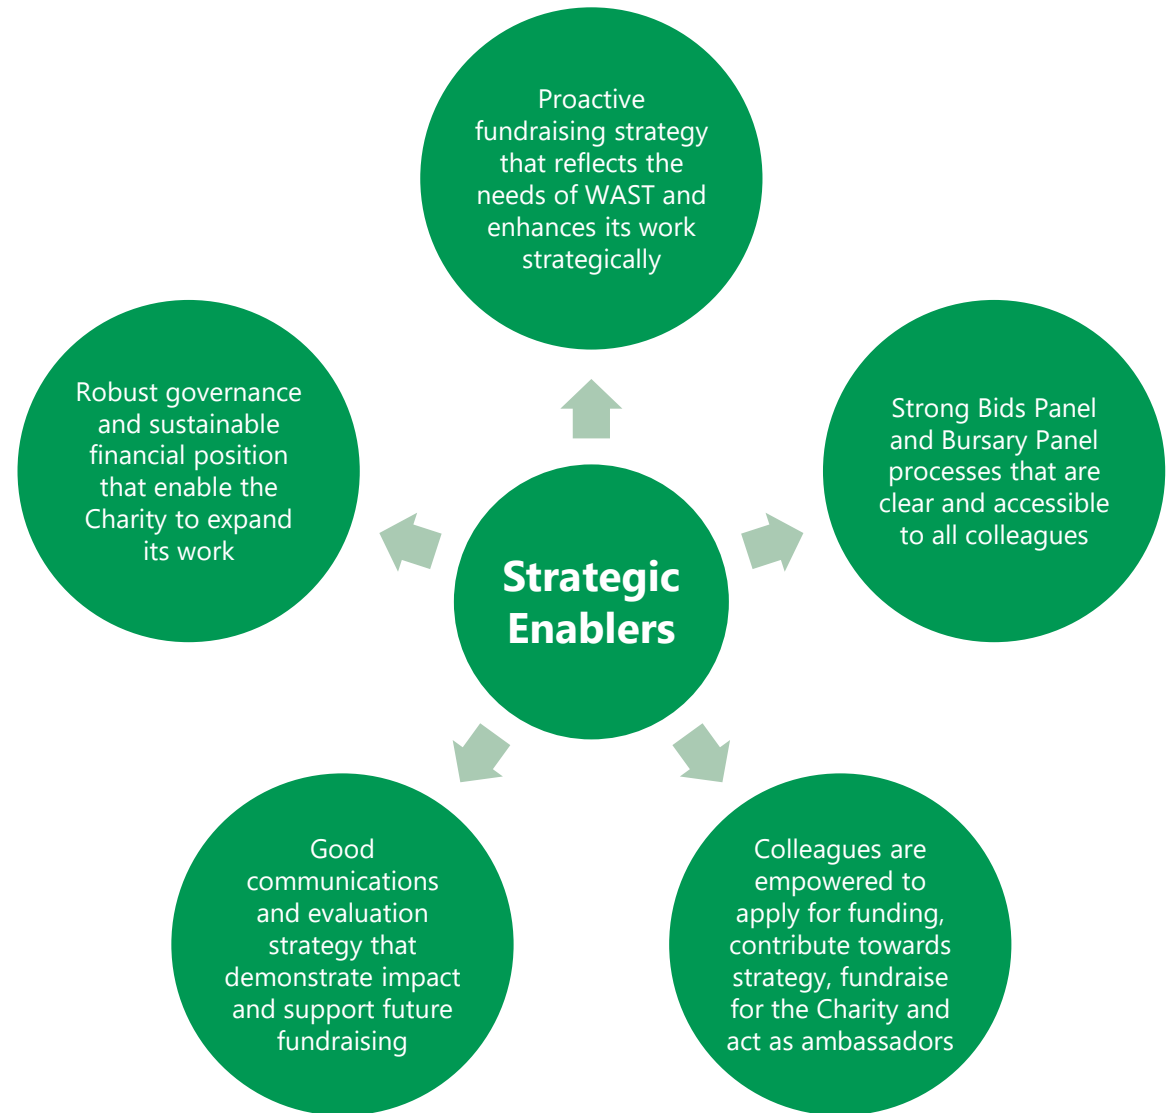 Proactive
fundraising strategy
that reflects the
needs of WAST and
enhances its work
strategically
Robust governance
and sustainable
financial position
that enable the
Charity to expand
its work
Strong Bids Panel
and Bursary Panel
processes that are
clear and accessible
to all colleagues
Strategic
Enablers
Good
communications
and evaluation
strategy that
demonstrate impact
and support future
fundraising
Colleagues are
empowered to
apply for funding,
contribute towards
strategy, fundraise
for the Charity and
act as ambassadors